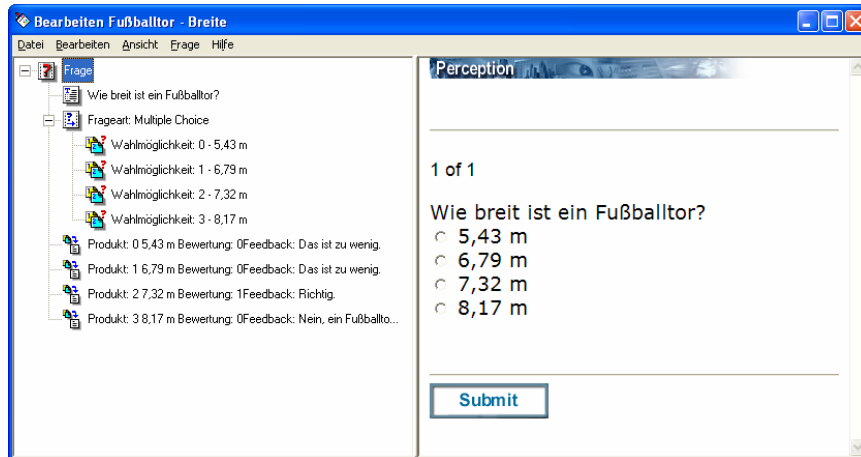 Bearbeiten Fußballtor - Breite
Datei Bearbeiten Ansicht Frage Hilfe
Frage
Wie breit ist ein Fußballtor?
Frageart: Multiple Choice
Wahlmöglichkeit: 0 - 5,43 m
Wahlmöglichkeit: 1 - 6,79 m
Wahlmöglichkeit: 2 - 7,32 m
Wahlmöglichkeit: 3 - 8,17 m
Produkt: 0 5,43 m Bewertung: 0Feedback: Das ist zu wenig.
Produkt: 1 6,79 m Bewertung: 0Feedback: Das ist zu wenig.
Produkt: 2 7,32 m Bewertung: 1Feedback: Richtig.
Produkt: 3 8,17 m Bewertung: 0Feedback: Nein, ein Fußballto...
Perception
1 of 1
Wie breit ist ein Fußballtor?
5,43 m
6,79 m
7,32 m
8,17 m
Submit